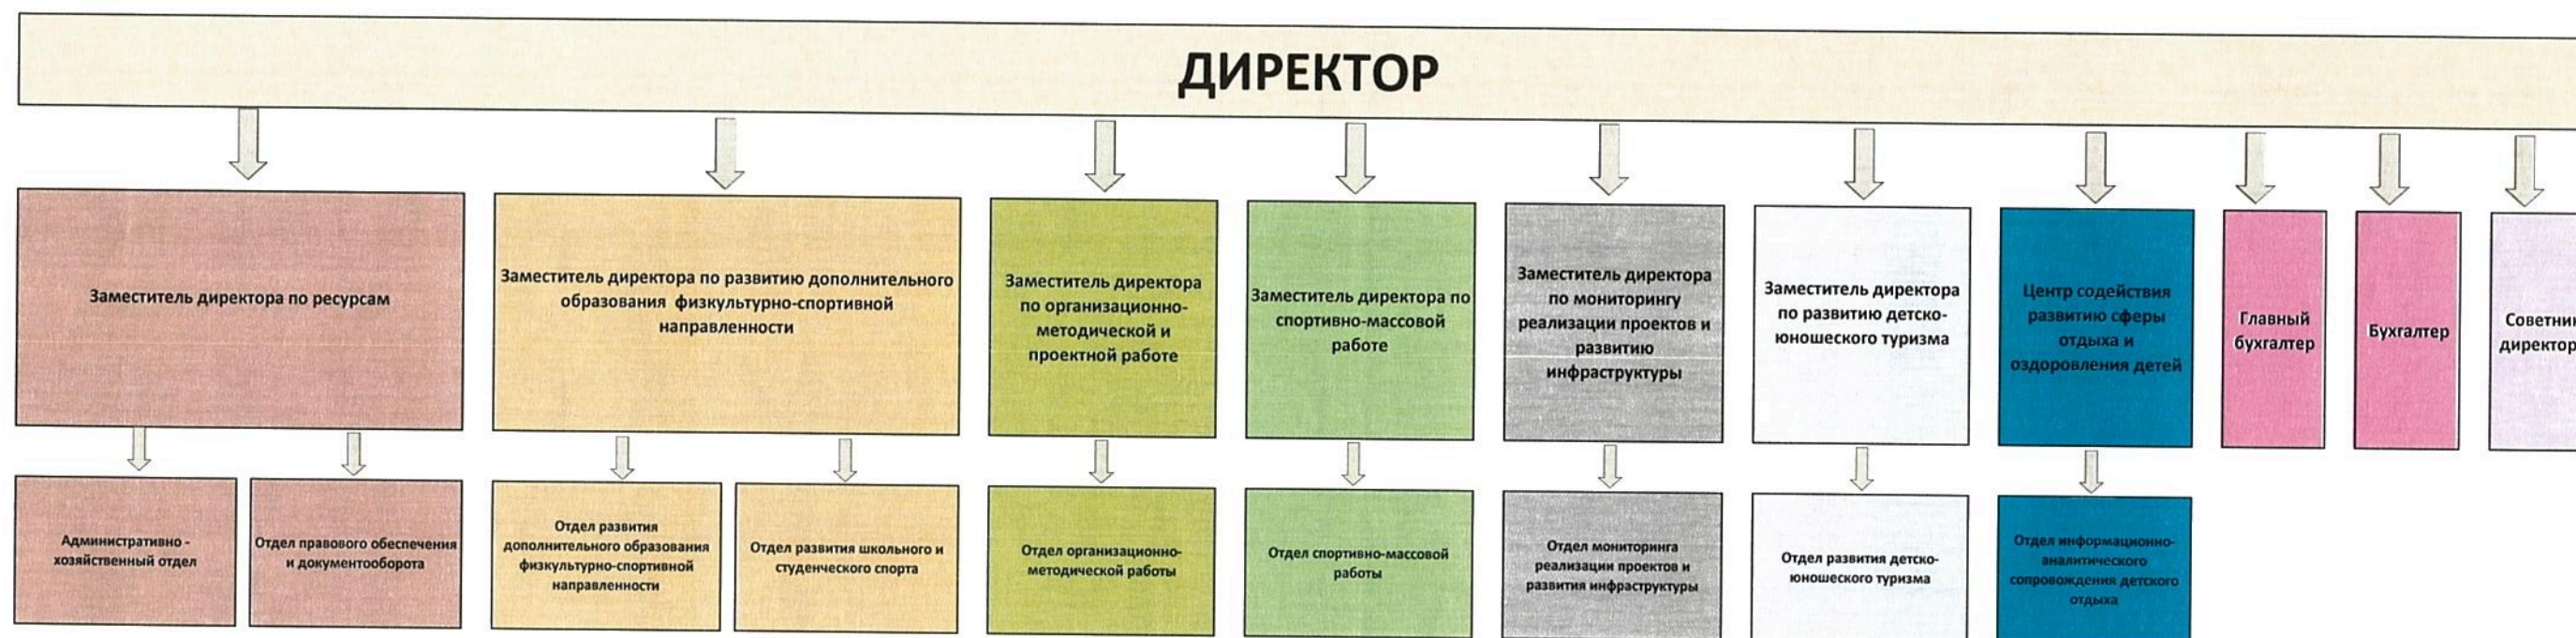 ДИРЕКТОР
Заместитель директора по ресурсам
Заместитель директора по развитию дополнительного
образования физкультурно-спортивной
направленности
Заместитель директора
по организационно-
методической и
проектной работе
Заместитель директора по
спортивно-массовой
работе
Заместитель директора
по мониторингу
реализации проектов и
развитию
инфраструктуры
Заместитель директора
по развитию детско-
юношеского туризма
Центр содействия
развитию сферы
отдыха и
оздоровления детей
Главный
бухгалтер
Бухгалтер
Административно -
хозяйственный отдел
Отдел правового обеспечения
и документооборота
Отдел развития
дополнительного образования
физкультурно-спортивной
направленности
Отдел развития школьного и
студенческого спорта
Отдел организационно-
методической работы
Отдел спортивно-массовой
работы
Отдел мониторинга
реализации проектов и
развития инфраструктуры
Отдел развития детско-
юношеского туризма
Отдел информационно-
аналитического
сопровождения детского
отдыха